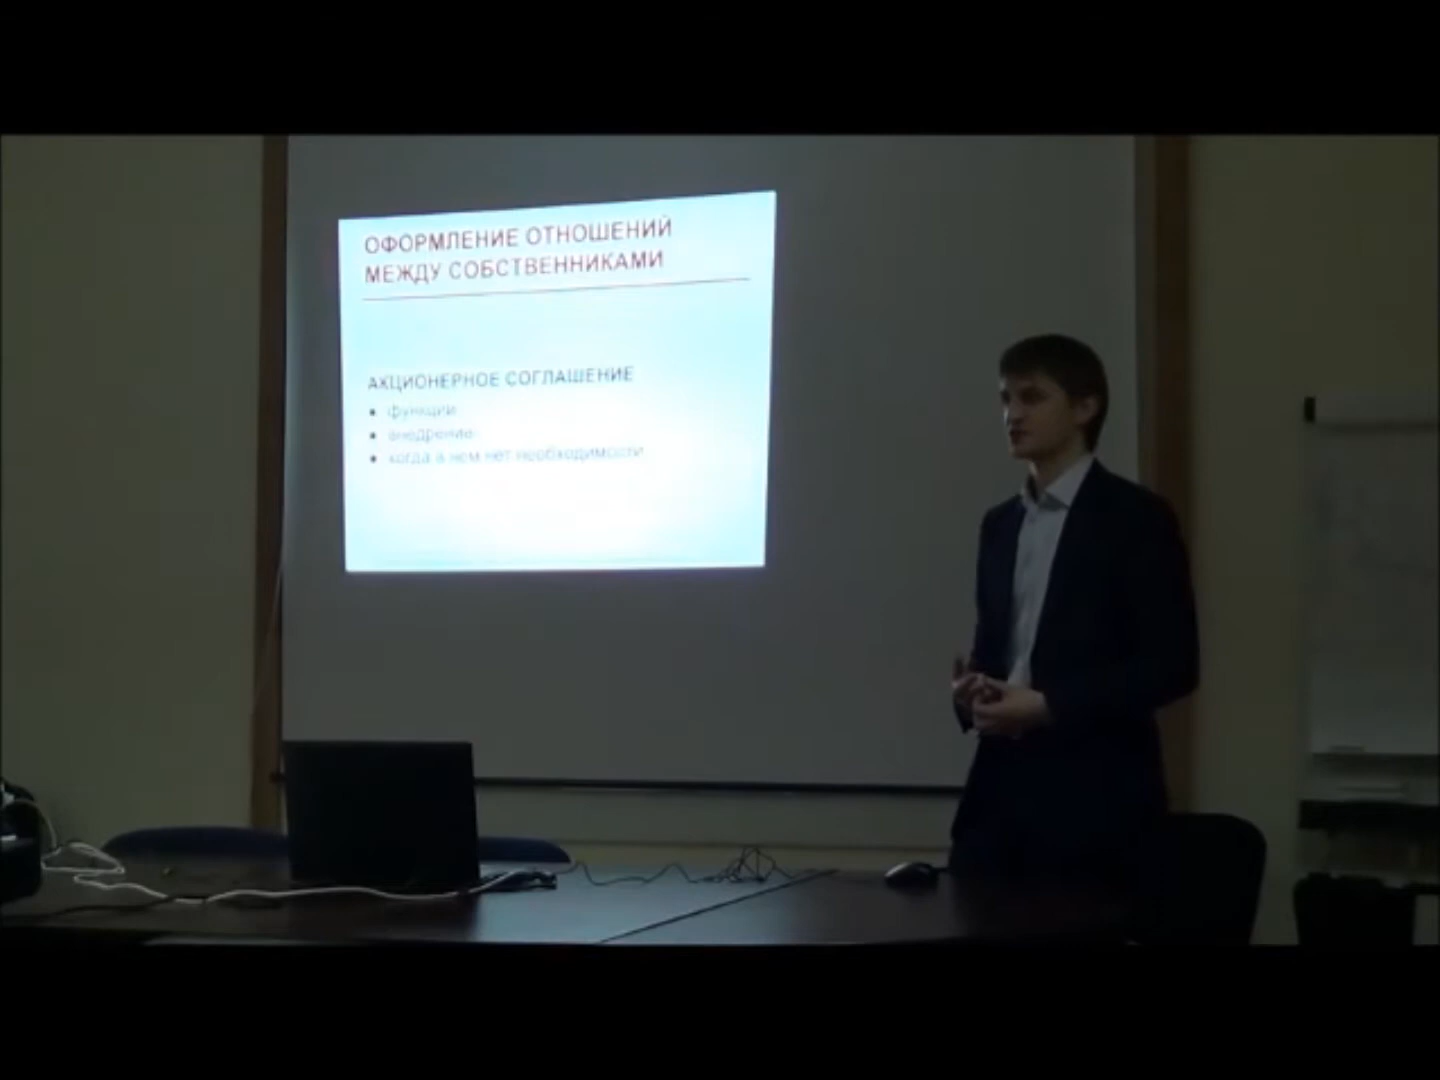 ОФОРМЛЕНИЕ ОТНОШЕНИЙ
МЕЖДУ СОБСТВЕННИКАМИ
АКЦИОНЕРНОЕ СОГЛАШЕНИЕ
• функции
• внедрение
• когда в нем нет необходимости